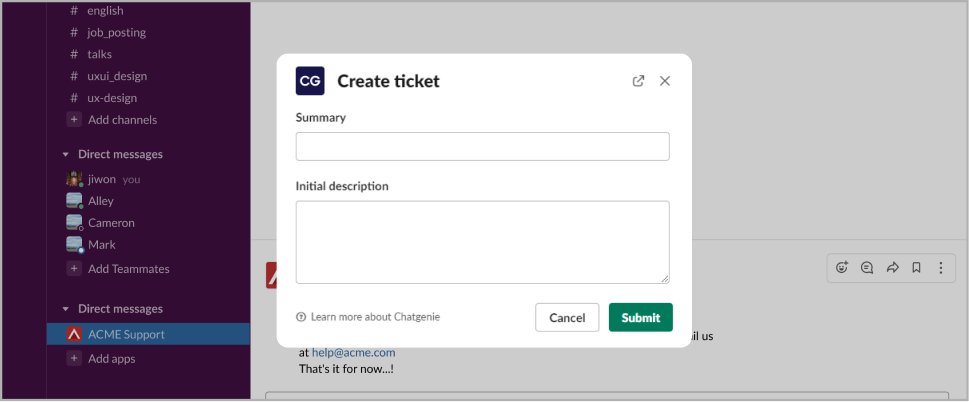 # english
# job_posting
# talks
# uxui_design
# ux-design
+ Add channels
Direct messages
jiwon you
Alley
Cameron
Mark
+ Add Teammates
Direct messages
ACME Support
+ Add apps
CG Create ticket
Summary
Initial description
Learn more about Chatgenie
Cancel
Submit
us
at help@acme.com
That's it for now...!